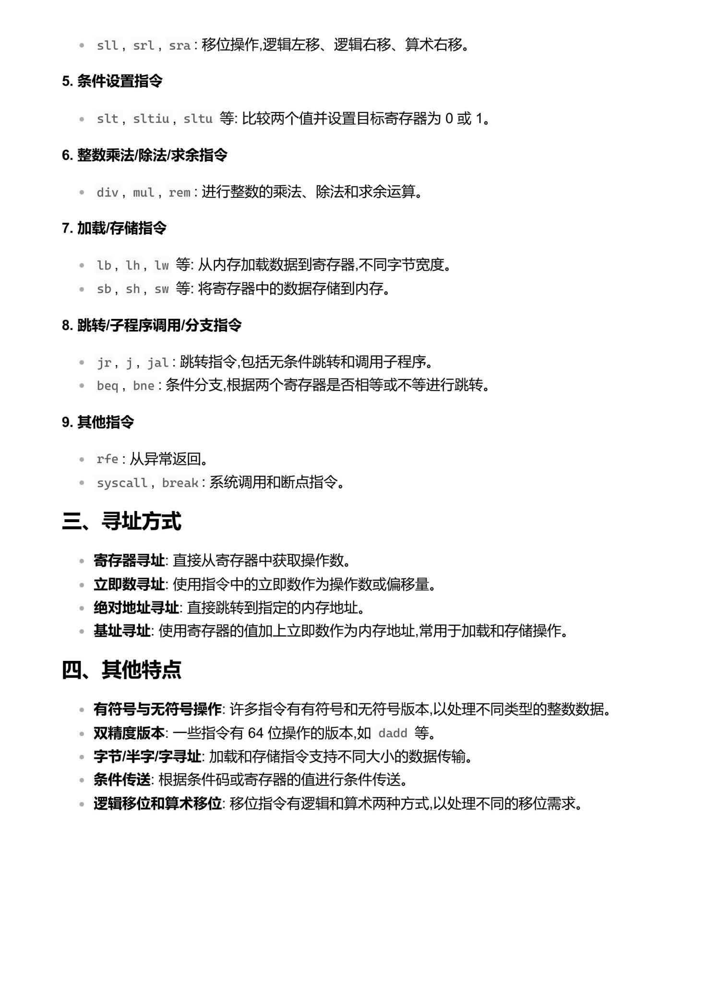 sll, srl, sra: 移位操作,逻辑左移、逻辑右移、算术右移。
5. 条件设置指令
slt, sltiu, sltu 等: 比较两个值并设置目标寄存器为 0 或 1。
6. 整数乘法/除法/求余指令
div, mul, rem: 进行整数的乘法、除法和求余运算。
7. 加载/存储指令
lb, lh, lw 等: 从内存加载数据到寄存器,不同字节宽度。
sb, sh, sw 等: 将寄存器中的数据存储到内存。
8. 跳转/子程序调用/分支指令
jr, j, jal: 跳转指令,包括无条件跳转和调用子程序。
beq, bne: 条件分支,根据两个寄存器是否相等或不等进行跳转。
9. 其他指令
rfe: 从异常返回。
syscall, break: 系统调用和断点指令。
三、寻址方式
寄存器寻址: 直接从寄存器中获取操作数。
立即数寻址: 使用指令中的立即数作为操作数或偏移量。
绝对地址寻址: 直接跳转到指定的内存地址。
基址寻址: 使用寄存器的值加上立即数作为内存地址,常用于加载和存储操作。
四、其他特点
有符号与无符号操作: 许多指令有有符号和无符号版本,以处理不同类型的整数数据。
双精度版本: 一些指令有 64 位操作的版本,如 dadd 等。
字节/半字/字寻址: 加载和存储指令支持不同大小的数据传输。
条件传送: 根据条件码或寄存器的值进行条件传送。
逻辑移位和算术移位: 移位指令有逻辑和算术两种方式,以处理不同的移位需求。